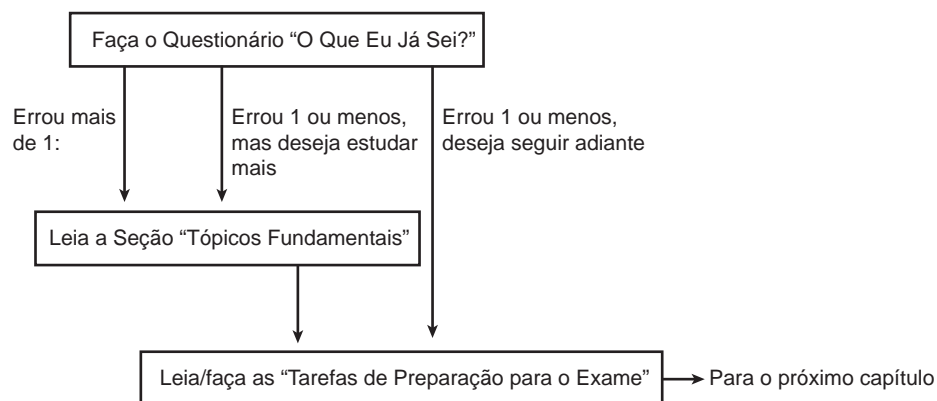 Faça o Questionário “O Que Eu Já Sei?”
Errou mais
de 1:
Errou 1 ou menos,
mas deseja estudar
mais
Errou 1 ou menos,
deseja seguir adiante
Leia a Seção “Tópicos Fundamentais”
Leia/faça as “Tarefas de Preparação para o Exame”
Para o próximo capítulo